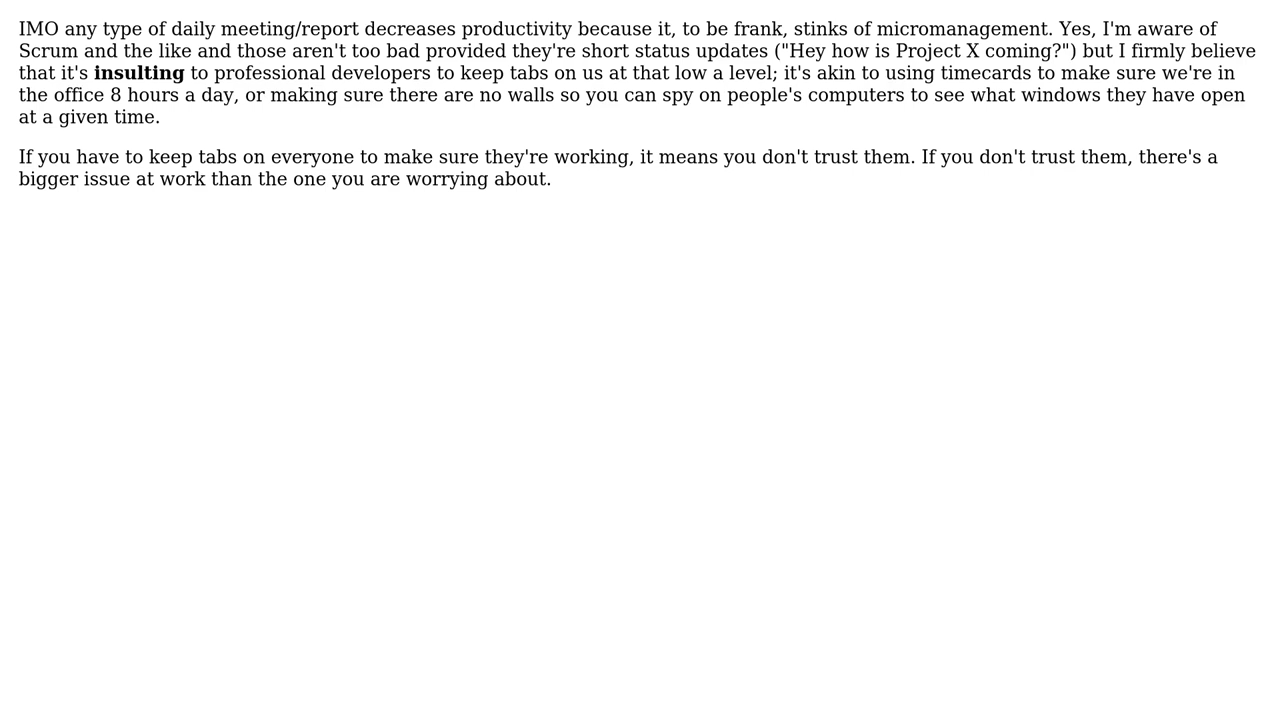 IMO any type of daily meeting/report decreases productivity because it, to be frank, stinks of micromanagement. Yes, I'm aware of
Scrum and the like and those aren't too bad provided they're short status updates ("Hey how is Project X coming?") but I firmly believe
that it's insulting to professional developers to keep tabs on us at that low a level; it's akin to using timecards to make sure we're in
the office 8 hours a day, or making sure there are no walls so you can spy on people's computers to see what windows they have open
at a given time.
If you have to keep tabs on everyone to make sure they're working, it means you don't trust them. If you don't trust them, there's a
bigger issue at work than the one you are worrying about.